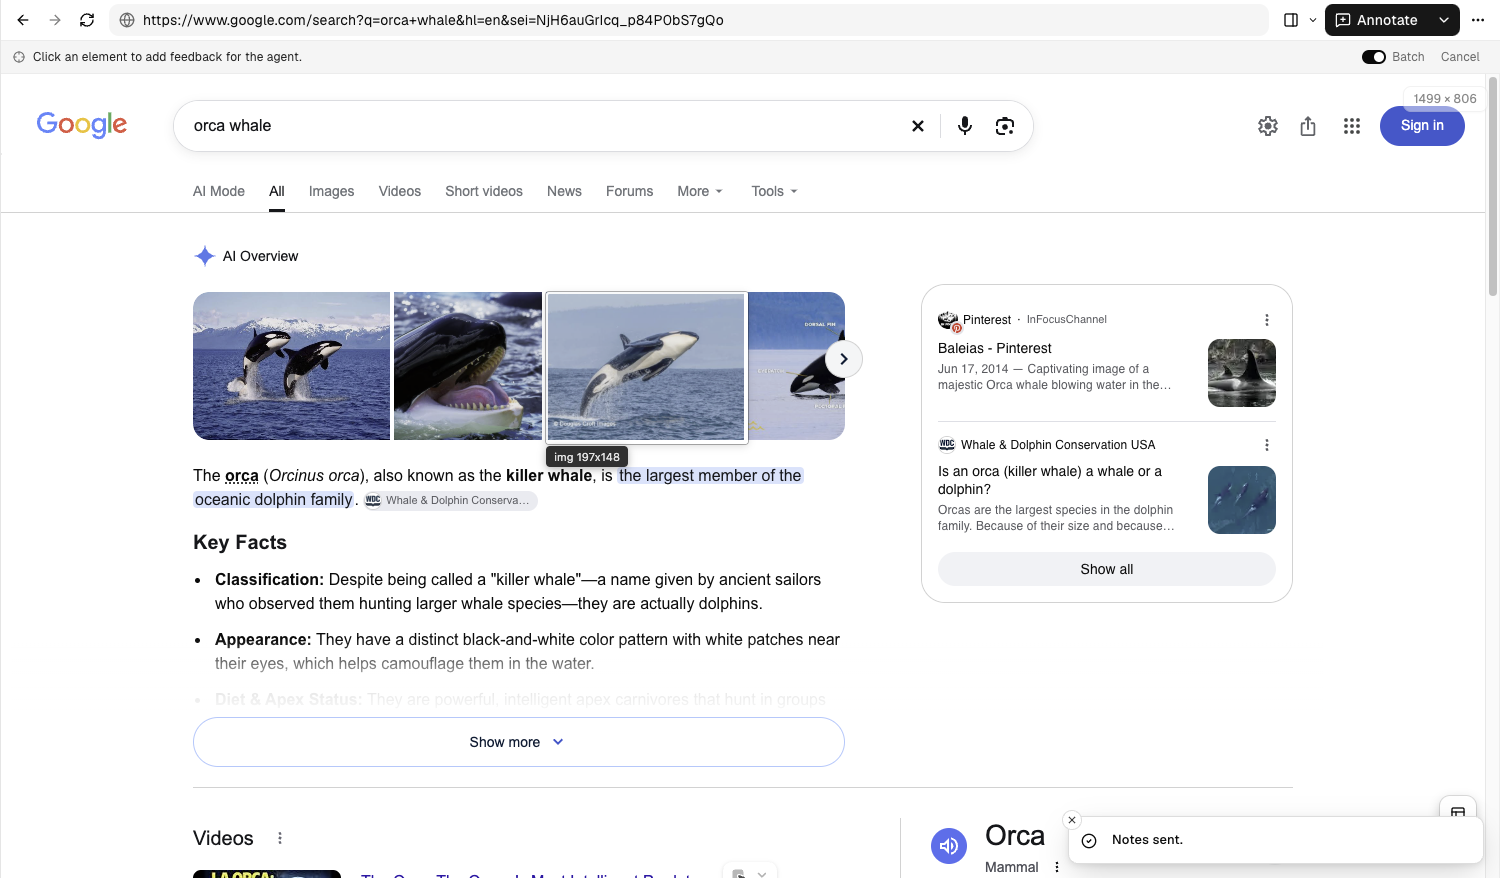 https://www.google.com/search?q=orca+whale&hl=en&sei=NjH6auGrIcq_p84P0bS7gQo
Annotate
Click an element to add feedback for the agent.
Batch
Cancel
1499 × 806
Google
orca whale
Sign in
AI Mode
All
Images
Videos
Short videos
News
Forums
More
Tools
AI Overview
© Douglas Croft Images
DORSAL FIN
img 197x148
The orca (Orcinus orca), also known as the killer whale, is the largest member of the
oceanic dolphin family.
WDC Whale & Dolphin Conserva...
Key Facts
• Classification: Despite being called a "killer whale"—a name given by ancient sailors
who observed them hunting larger whale species—they are actually dolphins.
• Appearance: They have a distinct black-and-white color pattern with white patches near
their eyes, which helps camouflage them in the water.
• Diet & Apex Status: They are powerful, intelligent apex carnivores that hunt in groups
Show more
Pinterest · InFocusChannel
Baleias - Pinterest
Jun 17, 2014 — Captivating image of a
majestic Orca whale blowing water in the...
WDC Whale & Dolphin Conservation USA
Is an orca (killer whale) a whale or a
dolphin?
Orcas are the largest species in the dolphin
family. Because of their size and because...
Show all
Videos
LA ORCA:
Orca
Mammal
Notes sent.